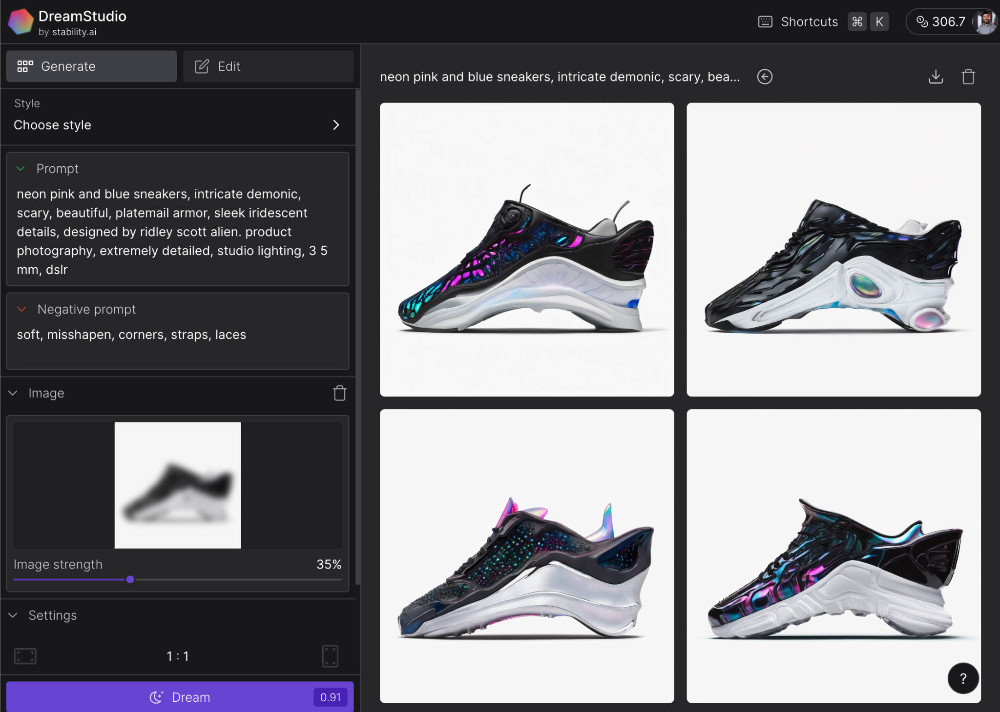 DreamStudio
by stability.ai
Shortcuts ⌘ K
306.7
Generate
Edit
Style
Choose style
Prompt
neon pink and blue sneakers, intricate demonic,
scary, beautiful, platemail armor, sleek iridescent
details, designed by ridley scott alien. product
photography, extremely detailed, studio lighting, 3 5
mm, dslr
Negative prompt
soft, misshapen, corners, straps, laces
Image
Image strength
35%
Settings
1 : 1
Dream
0.91
neon pink and blue sneakers, intricate demonic, scary, bea...
?